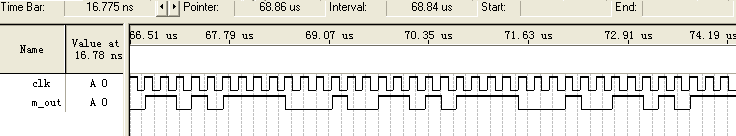 Time Bar: 16.775 ns Pointer: 68.86 us Interval: 68.84 us Start: End:
Name Value at 16.78 ns 66.51 us 67.79 us 69.07 us 70.35 us 71.63 us 72.91 us 74.19 us
clk A 0
m_out A 0